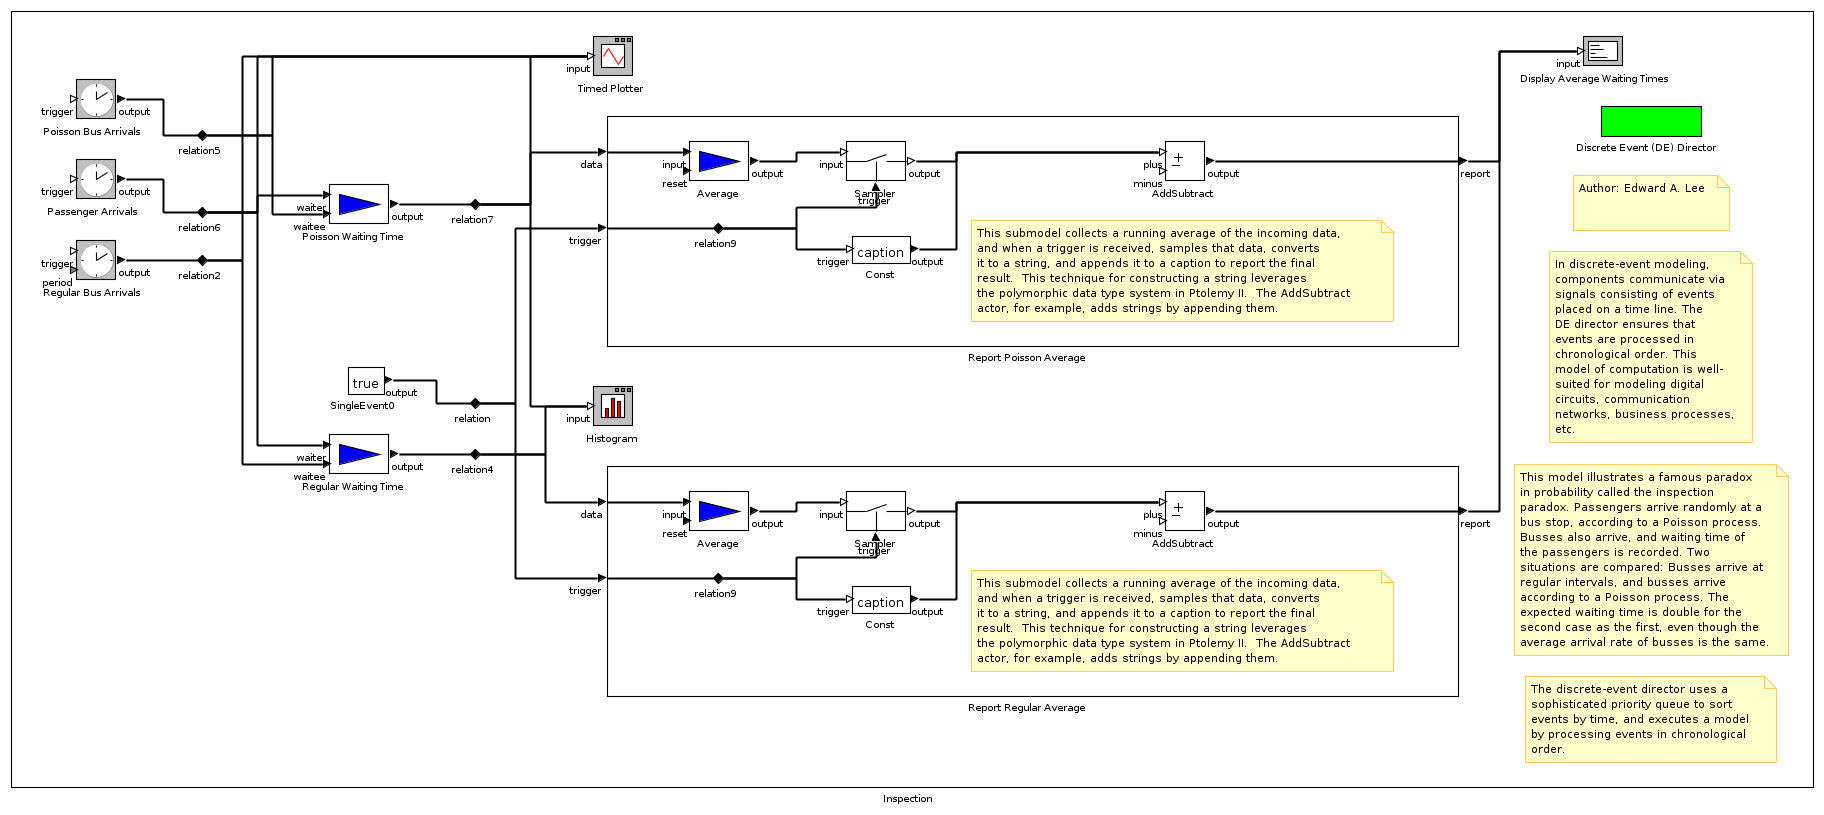 input
Timed Plotter
input
Display Average Waiting Times
trigger
output
Poisson Bus Arrivals
relation5
trigger
output
Passenger Arrivals
relation6
trigger
period
output
Regular Bus Arrivals
relation2
waiter
waitee
output
Poisson Waiting Time
relation7
data
trigger
input
reset
output
Average
input
output
Sampler
trigger
relation9
caption
trigger
output
Const
plus
minus
+
−
output
AddSubtract
report
This submodel collects a running average of the incoming data,
and when a trigger is received, samples that data, converts
it to a string, and appends it to a caption to report the final
result.  This technique for constructing a string leverages
the polymorphic data type system in Ptolemy II.  The AddSubtract
actor, for example, adds strings by appending them.
Report Poisson Average
true
output
SingleEvent0
relation
input
Histogram
waiter
waitee
output
Regular Waiting Time
relation4
data
trigger
input
reset
output
Average
input
output
Sampler
trigger
relation9
caption
trigger
output
Const
plus
minus
+
−
output
AddSubtract
report
This submodel collects a running average of the incoming data,
and when a trigger is received, samples that data, converts
it to a string, and appends it to a caption to report the final
result.  This technique for constructing a string leverages
the polymorphic data type system in Ptolemy II.  The AddSubtract
actor, for example, adds strings by appending them.
Report Regular Average
Discrete Event (DE) Director
Author: Edward A. Lee
In discrete-event modeling,
components communicate via
signals consisting of events
placed on a time line. The
DE director ensures that
events are processed in
chronological order. This
model of computation is well-
suited for modeling digital
circuits, communication
networks, business processes,
etc.
This model illustrates a famous paradox
in probability called the inspection
paradox. Passengers arrive randomly at a
bus stop, according to a Poisson process.
Busses also arrive, and waiting time of
the passengers is recorded. Two
situations are compared: Busses arrive at
regular intervals, and busses arrive
according to a Poisson process. The
expected waiting time is double for the
second case as the first, even though the
average arrival rate of busses is the same.
The discrete-event director uses a
sophisticated priority queue to sort
events by time, and executes a model
by processing events in chronological
order.
Inspection